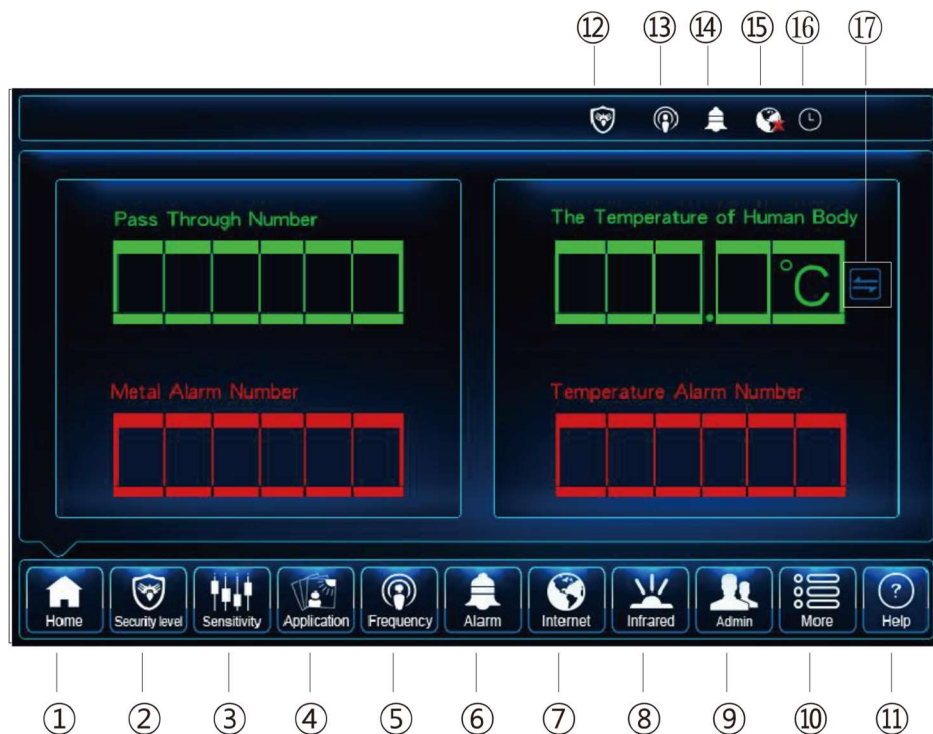 ⑫ ⑬ ⑭ ⑮ ⑯ ⑰
Pass Through Number
The Temperature of Human Body
. °C
Metal Alarm Number
Temperature Alarm Number
Home Security level Sensitivity Application Frequency Alarm Internet Infrared Admin More Help
① ② ③ ④ ⑤ ⑥ ⑦ ⑧ ⑨ ⑩ ⑪